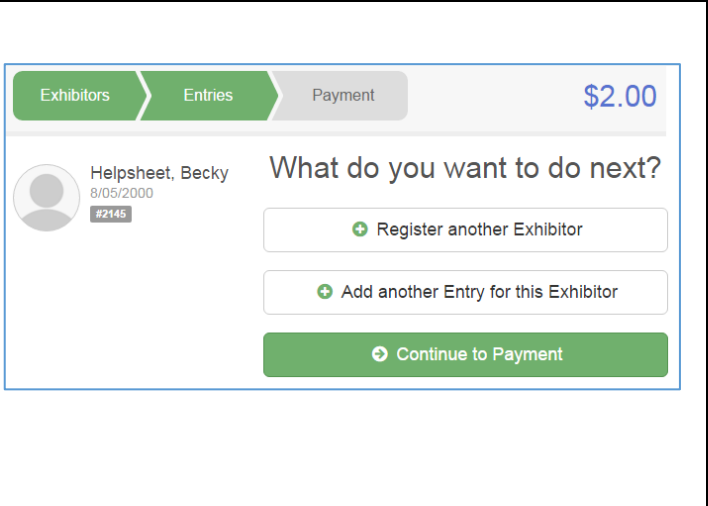 Exhibitors Entries Payment $2.00
Helpsheet, Becky
8/05/2000
#2145
What do you want to do next?
Register another Exhibitor
Add another Entry for this Exhibitor
Continue to Payment